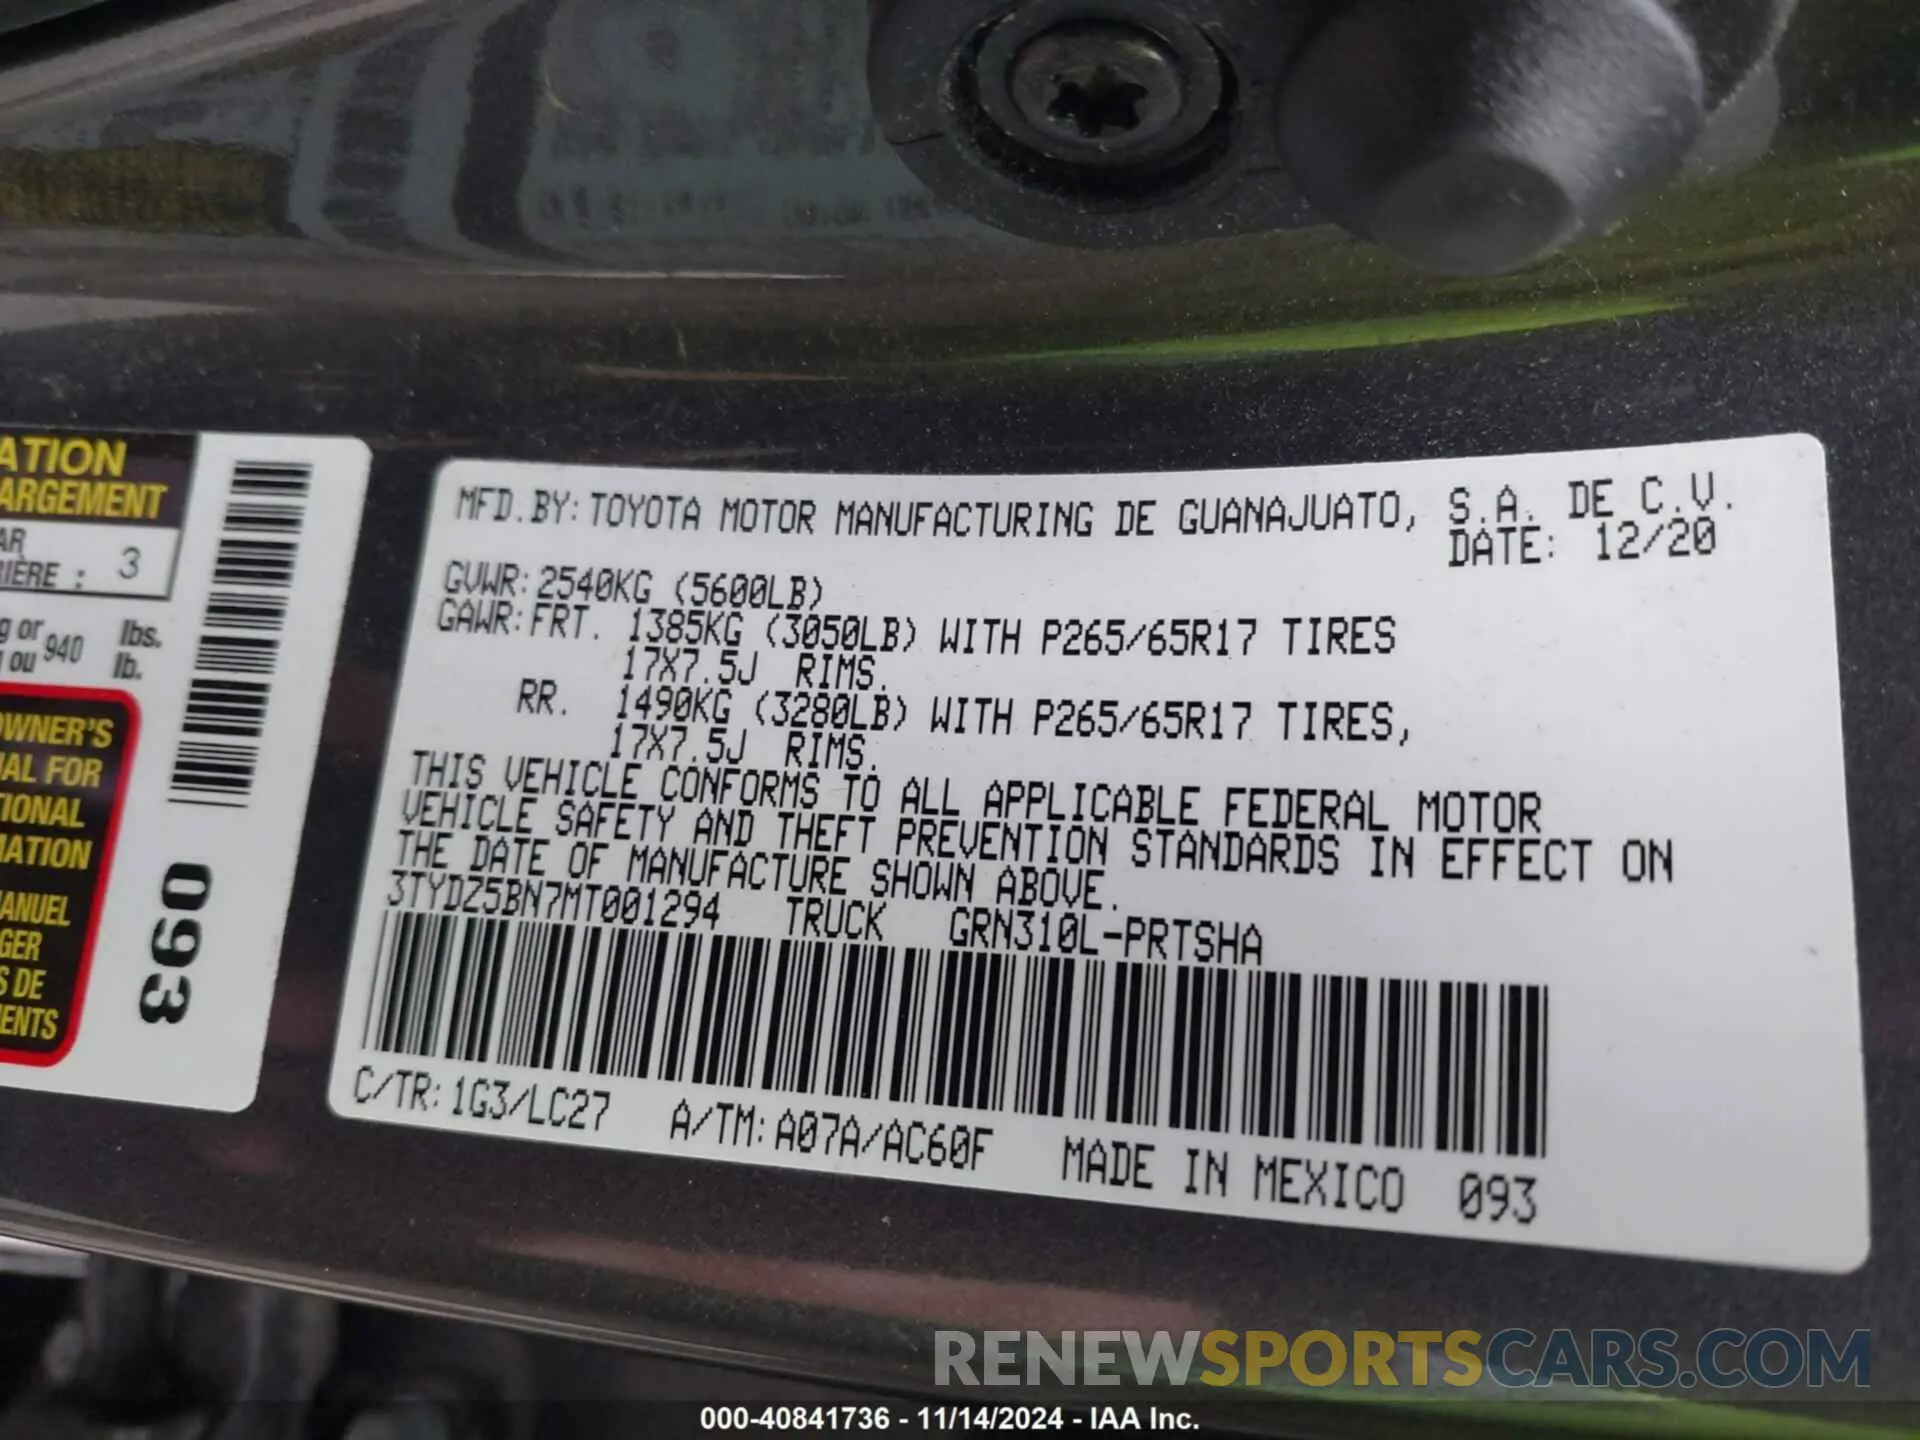 ATION
ARGEMENT
AR
RIÈRE : 3
g or 940 lbs.
ou lb.
OWNER'S
AL FOR
TIONAL
MATION
ANUEL
GER
S DE
ENTS
093
MFD.BY: TOYOTA MOTOR MANUFACTURING DE GUANAJUATO, S.A. DE C.V.
DATE: 12/20
GVWR: 2540KG (5600LB)
GAWR: FRT. 1385KG (3050LB) WITH P265/65R17 TIRES
17X7.5J RIMS.
RR. 1490KG (3280LB) WITH P265/65R17 TIRES,
17X7.5J RIMS.
THIS VEHICLE CONFORMS TO ALL APPLICABLE FEDERAL MOTOR
VEHICLE SAFETY AND THEFT PREVENTION STANDARDS IN EFFECT ON
THE DATE OF MANUFACTURE SHOWN ABOVE.
3TYDZ5BN7MT001294 TRUCK GRN310L-PRTSHA
C/TR: 1G3/LC27 A/TM: A07A/AC60F MADE IN MEXICO 093
RENEWSPORTSCARS.COM
000-40841736 - 11/14/2024 - IAA Inc.